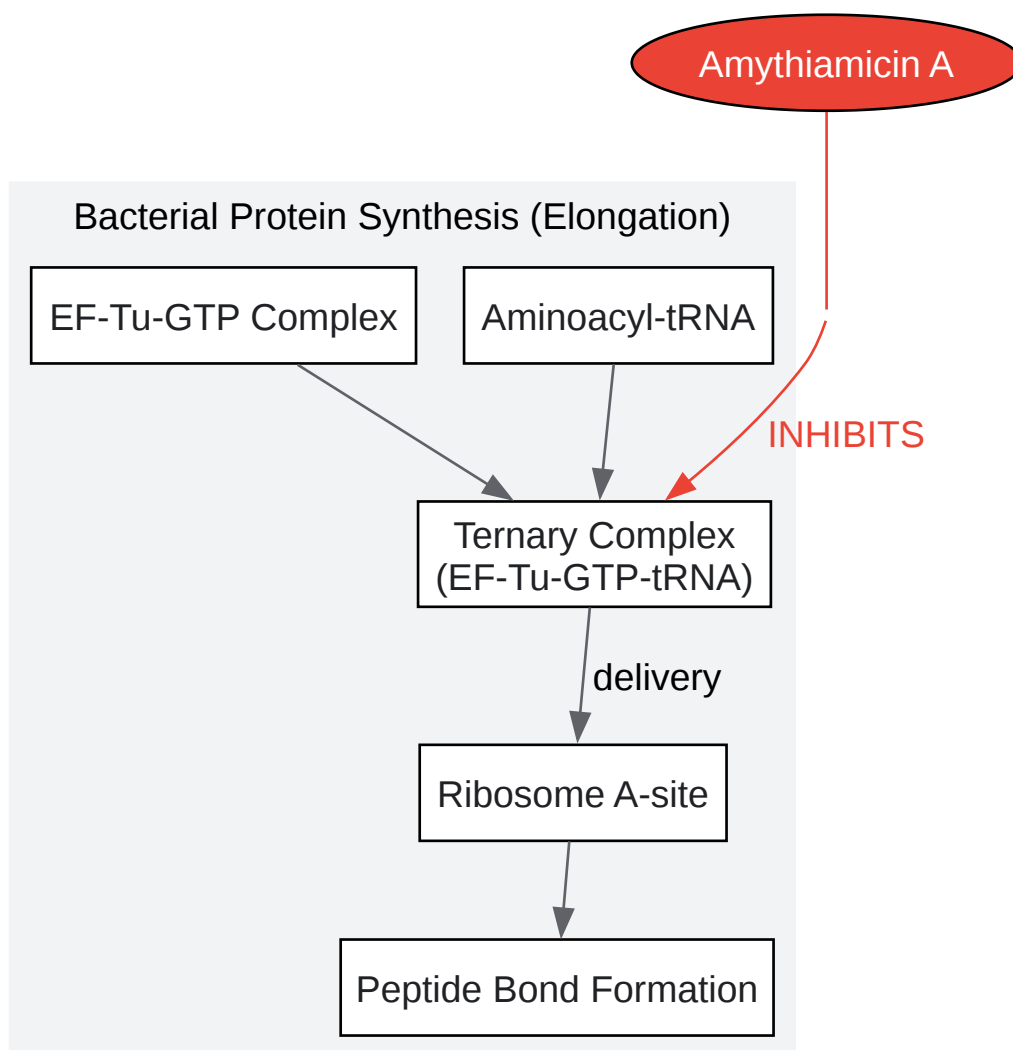 Amythiamicin A
Bacterial Protein Synthesis (Elongation)
EF-Tu-GTP Complex
Aminoacyl-tRNA
INHIBITS
Ternary Complex
(EF-Tu-GTP-tRNA)
delivery
Ribosome A-site
Peptide Bond Formation